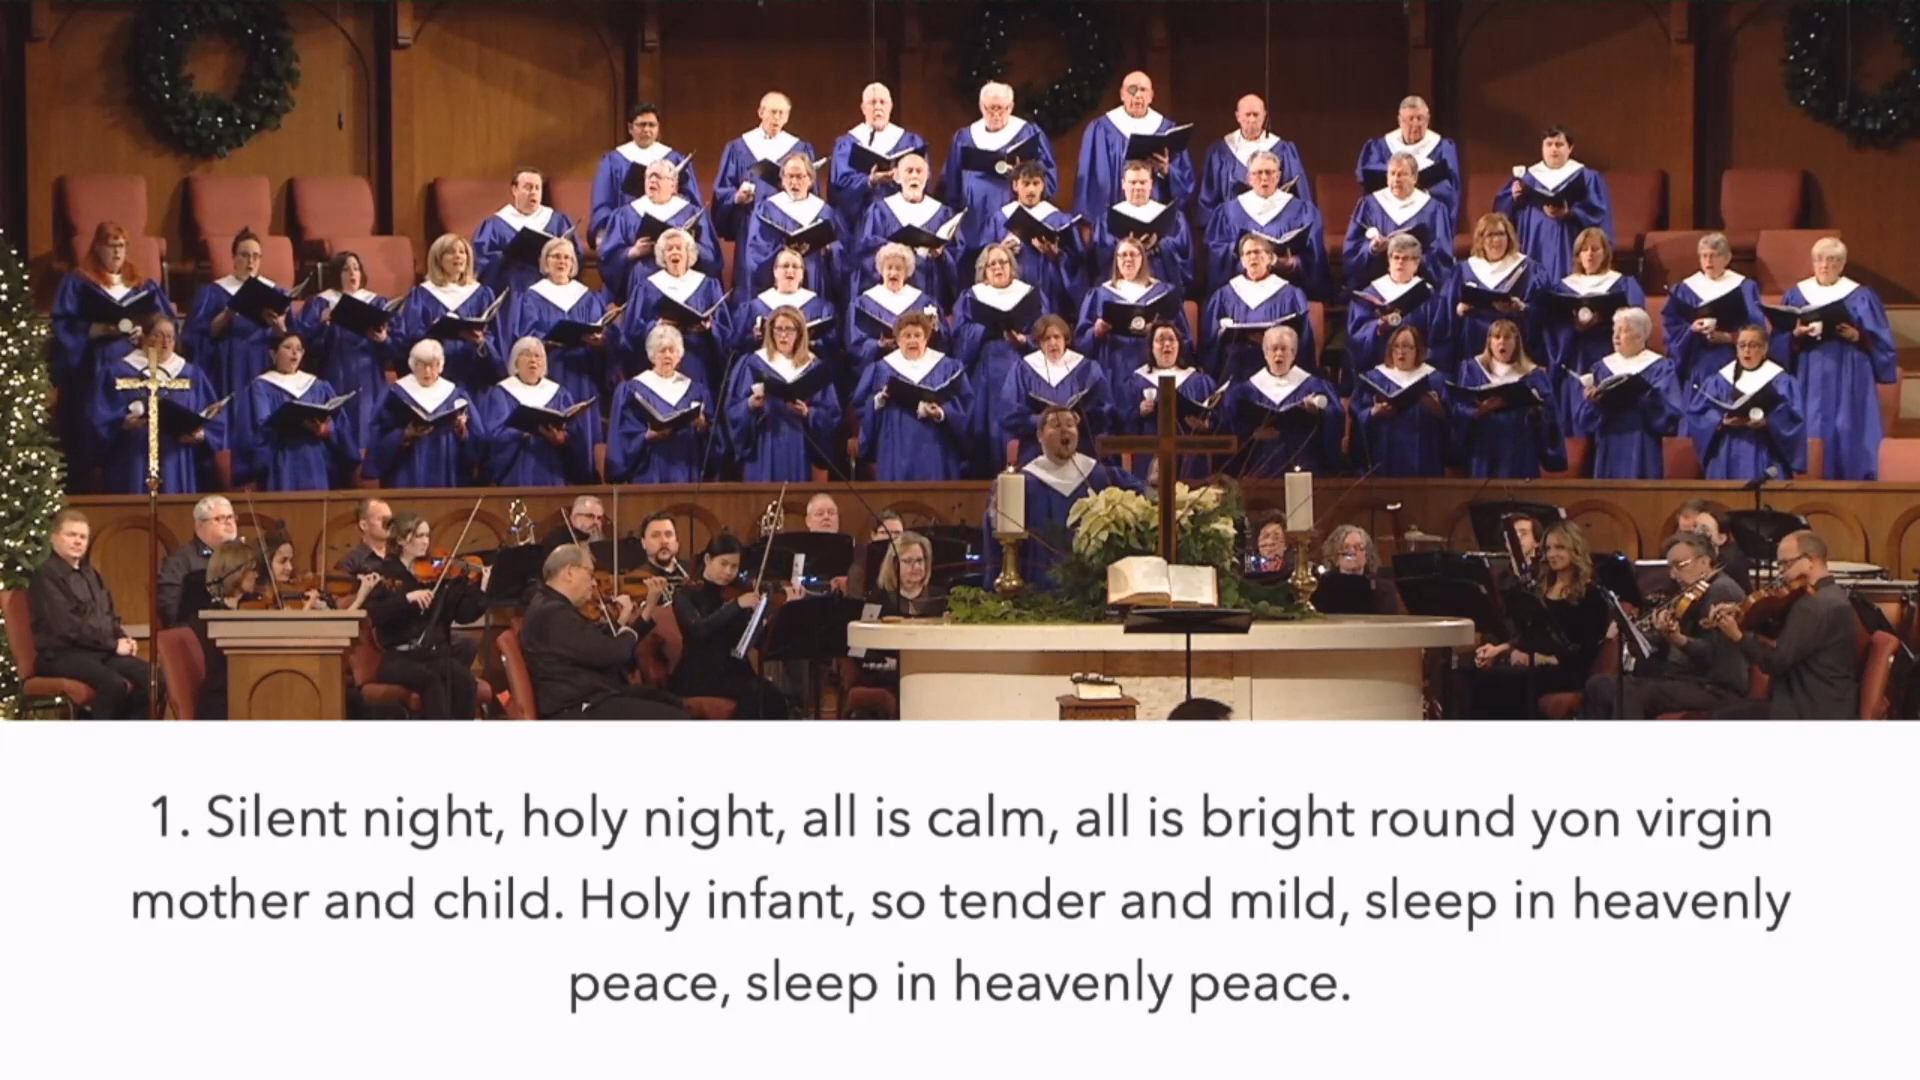 1. Silent night, holy night, all is calm, all is bright round yon virgin
mother and child. Holy infant, so tender and mild, sleep in heavenly
peace, sleep in heavenly peace.